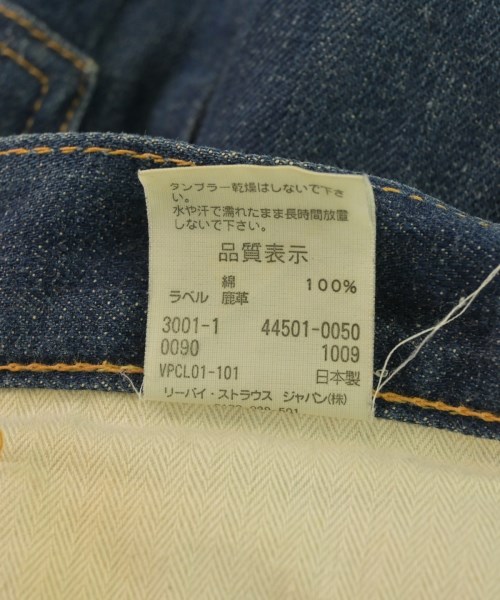 タンブラー乾燥はしないで下
さい。
水や汗で濡れたまま長時間放置
しないで下さい。
品質表示
綿 100%
ラベル 鹿革
3001-1 44501-0050
0090 1009
VPCL01-101 日本製
リーバイ・ストラウス ジャパン(株)